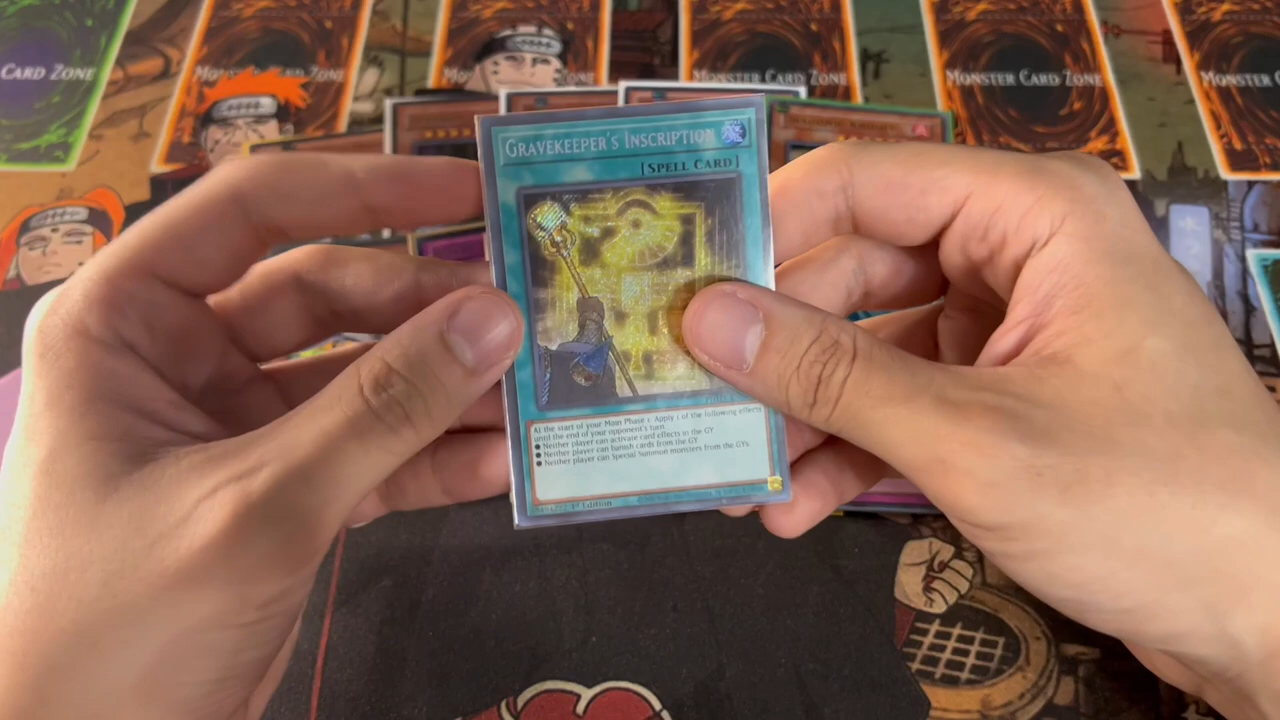 CARD ZONE
MONSTER CARD ZONE
MONSTER CARD ZONE
MONSTER CARD ZONE
GRAVEKEEPER'S INSCRIPTION
[SPELL CARD]
At the start of your Main Phase 1: Apply 1 of the following effects
until the end of your opponent's turn.
● Neither player can activate card effects in the GY.
● Neither player can banish cards from the GY.
● Neither player can Special Summon monsters from the GYs.
1st Edition